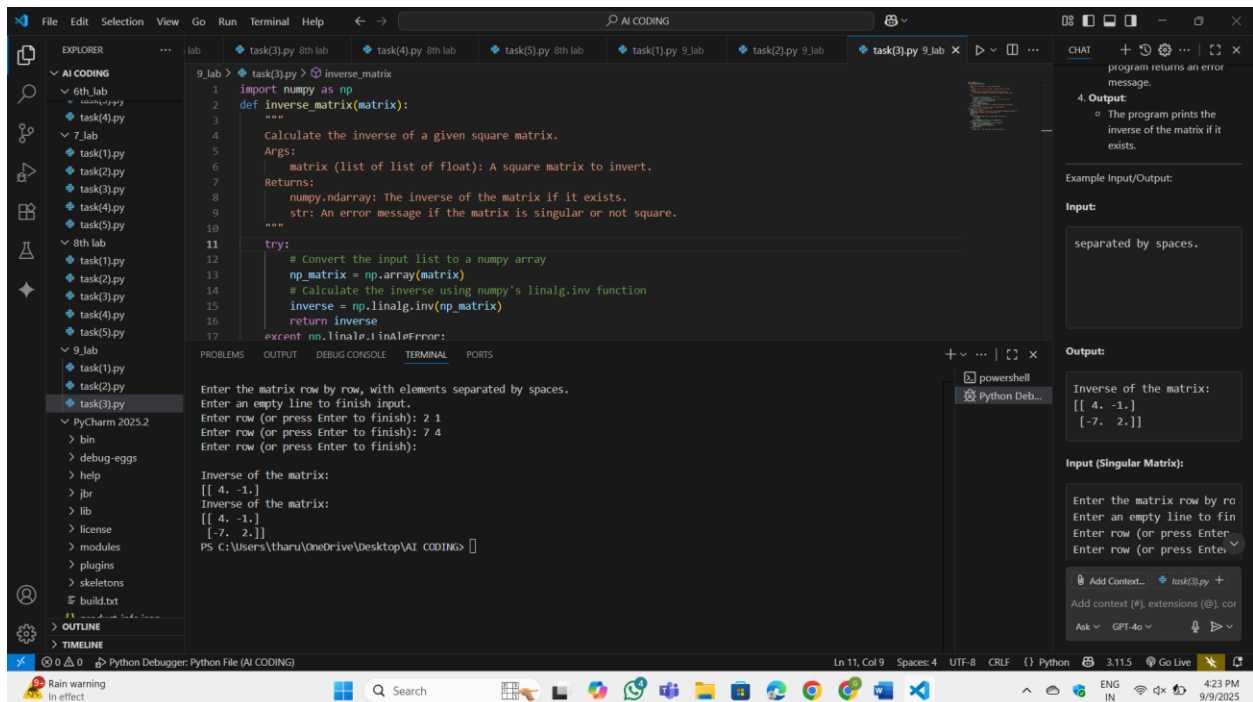 File Edit Selection View Go Run Terminal Help
AI CODING
EXPLORER
AI CODING
6th_lab
task(3).py
task(4).py
7_lab
task(1).py
task(2).py
task(3).py
task(4).py
task(5).py
8th lab
task(1).py
task(2).py
task(3).py
task(4).py
task(5).py
9_lab
task(1).py
task(2).py
task(3).py
PyCharm 2025.2
bin
debug-eggs
help
jbr
lib
license
modules
plugins
skeletons
build.txt
OUTLINE
TIMELINE
lab task(3).py 8th lab task(4).py 8th lab task(5).py 8th lab task(1).py 9_lab task(2).py 9_lab task(3).py 9_lab
9_lab > task(3).py > inverse_matrix
1 import numpy as np
2 def inverse_matrix(matrix):
3 """
4 Calculate the inverse of a given square matrix.
5 Args:
6 matrix (list of list of float): A square matrix to invert.
7 Returns:
8 numpy.ndarray: The inverse of the matrix if it exists.
9 str: An error message if the matrix is singular or not square.
10 """
11 try:
12 # Convert the input list to a numpy array
13 np_matrix = np.array(matrix)
14 # Calculate the inverse using numpy's linalg.inv function
15 inverse = np.linalg.inv(np_matrix)
16 return inverse
17 except np.linalg.LinAlgError:
PROBLEMS OUTPUT DEBUG CONSOLE TERMINAL PORTS
Enter the matrix row by row, with elements separated by spaces.
Enter an empty line to finish input.
Enter row (or press Enter to finish): 2 1
Enter row (or press Enter to finish): 7 4
Enter row (or press Enter to finish):
Inverse of the matrix:
[[ 4. -1.]
Inverse of the matrix:
[[ 4. -1.]
[-7. 2.]]
PS C:\Users\tharu\OneDrive\Desktop\AI CODING>
powershell
Python Deb...
CHAT
program returns an error
message.
4. Output:
The program prints the
inverse of the matrix if it
exists.
Example Input/Output:
Input:
separated by spaces.
Output:
Inverse of the matrix:
[[ 4. -1.]
[-7. 2.]]
Input (Singular Matrix):
Enter the matrix row by ro
Enter an empty line to fin
Enter row (or press Enter
Enter row (or press Enter
Add Context... task(3).py +
Add context (#), extensions (@), cor
Ask GPT-4o
0 0 Python Debugger: Python File (AI CODING)
Ln 11, Col 9 Spaces: 4 UTF-8 CRLF {} Python 3.11.5 Go Live
9+ Rain warning
In effect
Search
4
ENG
IN
4:23 PM
9/9/2025